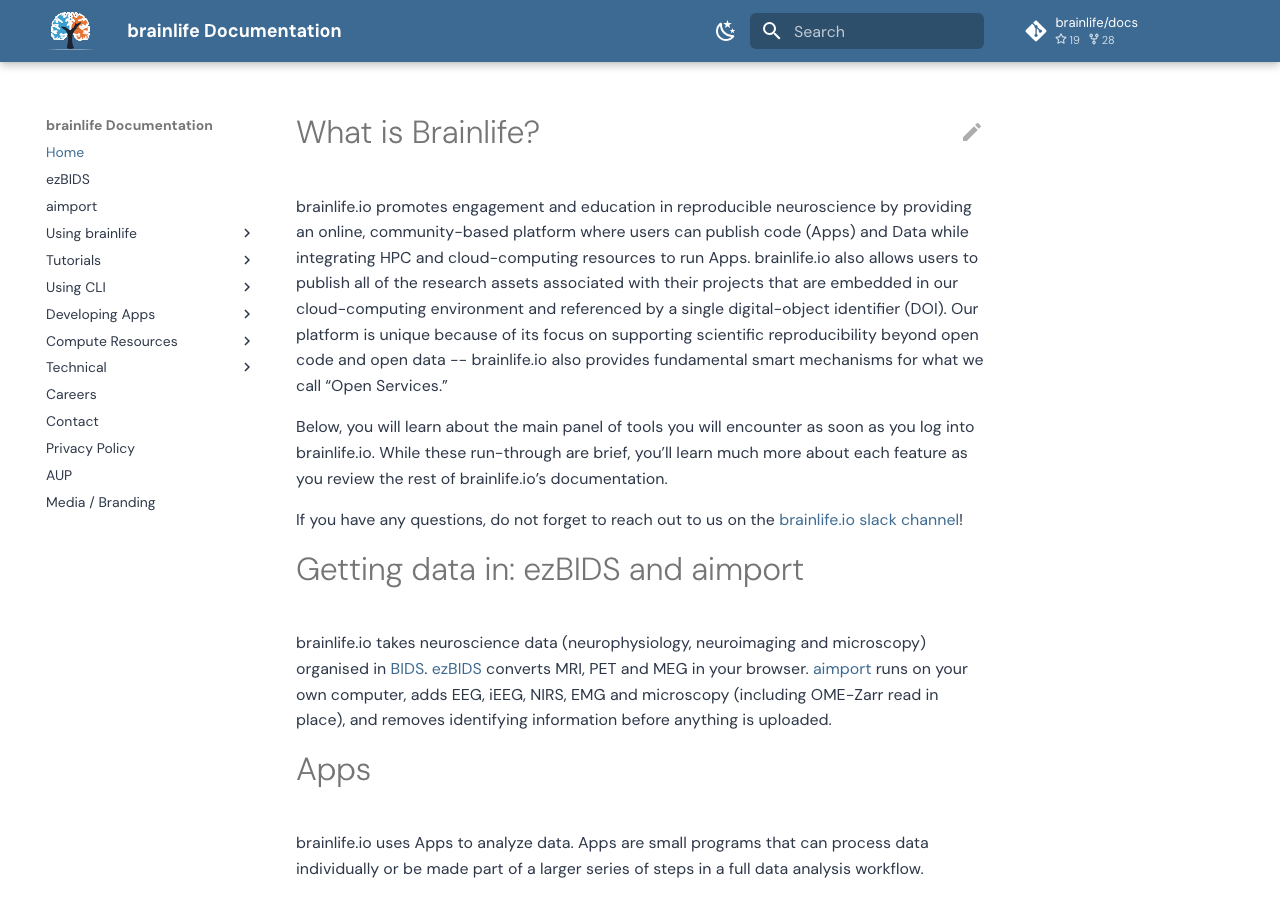 brainlife Documentation
Search
brainlife/docs
19 28
brainlife Documentation
Home
ezBIDS
aimport
Using brainlife
Tutorials
Using CLI
Developing Apps
Compute Resources
Technical
Careers
Contact
Privacy Policy
AUP
Media / Branding
What is Brainlife?
brainlife.io promotes engagement and education in reproducible neuroscience by providing
an online, community-based platform where users can publish code (Apps) and Data while
integrating HPC and cloud-computing resources to run Apps. brainlife.io also allows users to
publish all of the research assets associated with their projects that are embedded in our
cloud-computing environment and referenced by a single digital-object identifier (DOI). Our
platform is unique because of its focus on supporting scientific reproducibility beyond open
code and open data -- brainlife.io also provides fundamental smart mechanisms for what we
call “Open Services.”
Below, you will learn about the main panel of tools you will encounter as soon as you log into
brainlife.io. While these run-through are brief, you’ll learn much more about each feature as
you review the rest of brainlife.io’s documentation.
If you have any questions, do not forget to reach out to us on the brainlife.io slack channel!
Getting data in: ezBIDS and aimport
brainlife.io takes neuroscience data (neurophysiology, neuroimaging and microscopy)
organised in BIDS. ezBIDS converts MRI, PET and MEG in your browser. aimport runs on your
own computer, adds EEG, iEEG, NIRS, EMG and microscopy (including OME-Zarr read in
place), and removes identifying information before anything is uploaded.
Apps
brainlife.io uses Apps to analyze data. Apps are small programs that can process data
individually or be made part of a larger series of steps in a full data analysis workflow.